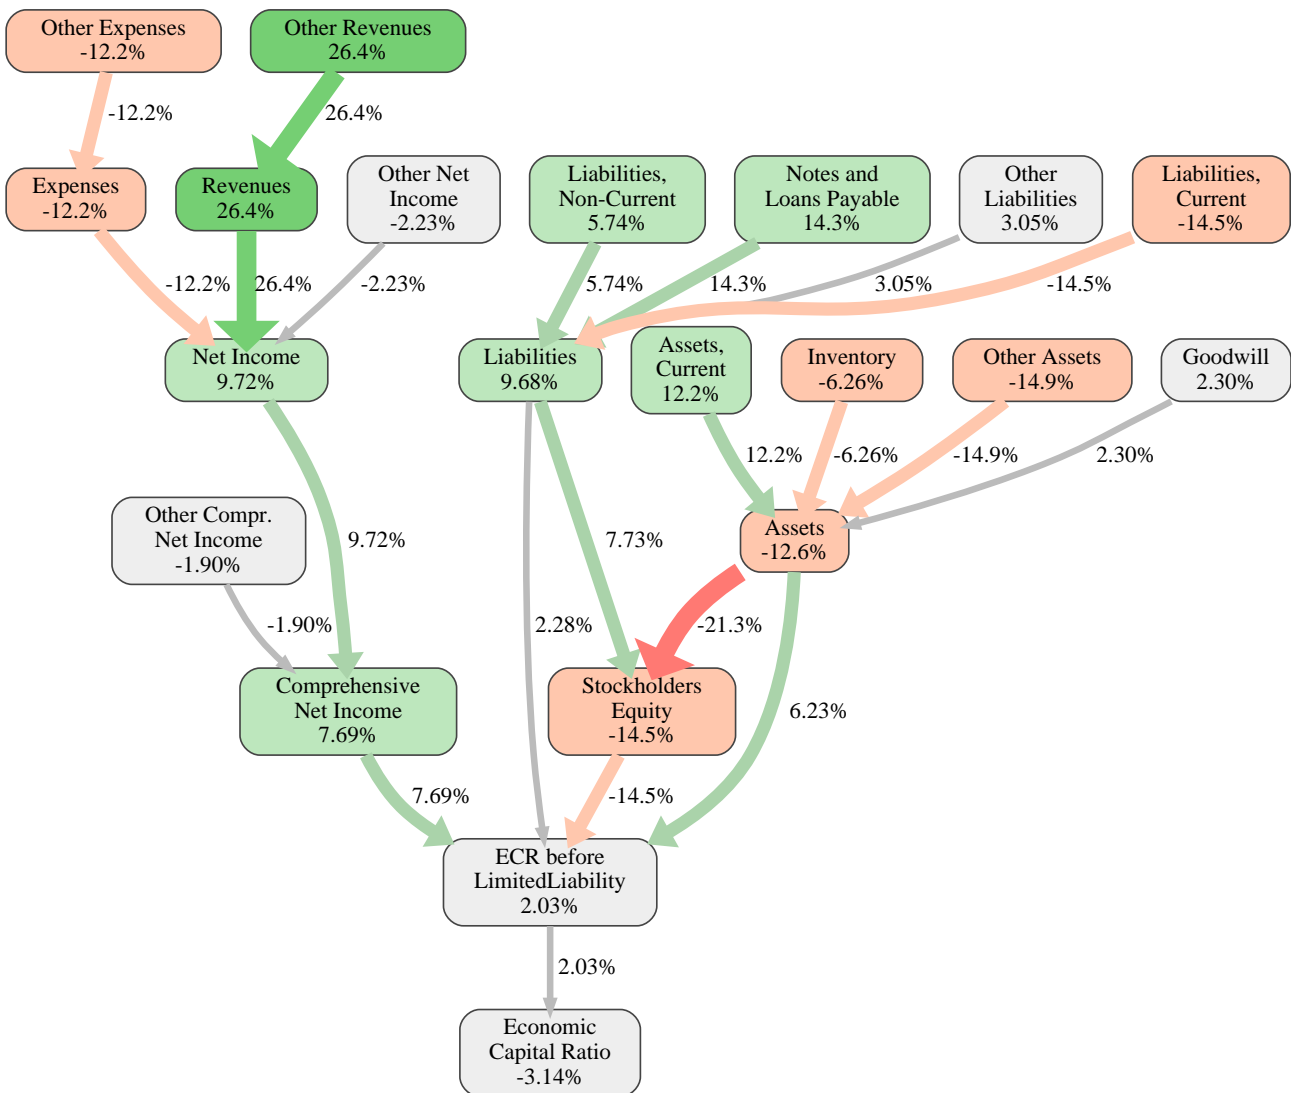 Other Expenses
-12.2%
Other Revenues
26.4%
-12.2%
26.4%
Expenses
-12.2%
Revenues
26.4%
Other Net
Income
-2.23%
Liabilities,
Non-Current
5.74%
Notes and
Loans Payable
14.3%
Other
Liabilities
3.05%
Liabilities,
Current
-14.5%
-12.2%
26.4%
-2.23%
5.74%
14.3%
3.05%
-14.5%
Net Income
9.72%
Liabilities
9.68%
Assets,
Current
12.2%
Inventory
-6.26%
Other Assets
-14.9%
Goodwill
2.30%
12.2%
-6.26%
-14.9%
2.30%
Other Compr.
Net Income
-1.90%
9.72%
7.73%
Assets
-12.6%
-1.90%
2.28%
-21.3%
Comprehensive
Net Income
7.69%
Stockholders
Equity
-14.5%
6.23%
7.69%
-14.5%
ECR before
LimitedLiability
2.03%
2.03%
Economic
Capital Ratio
-3.14%